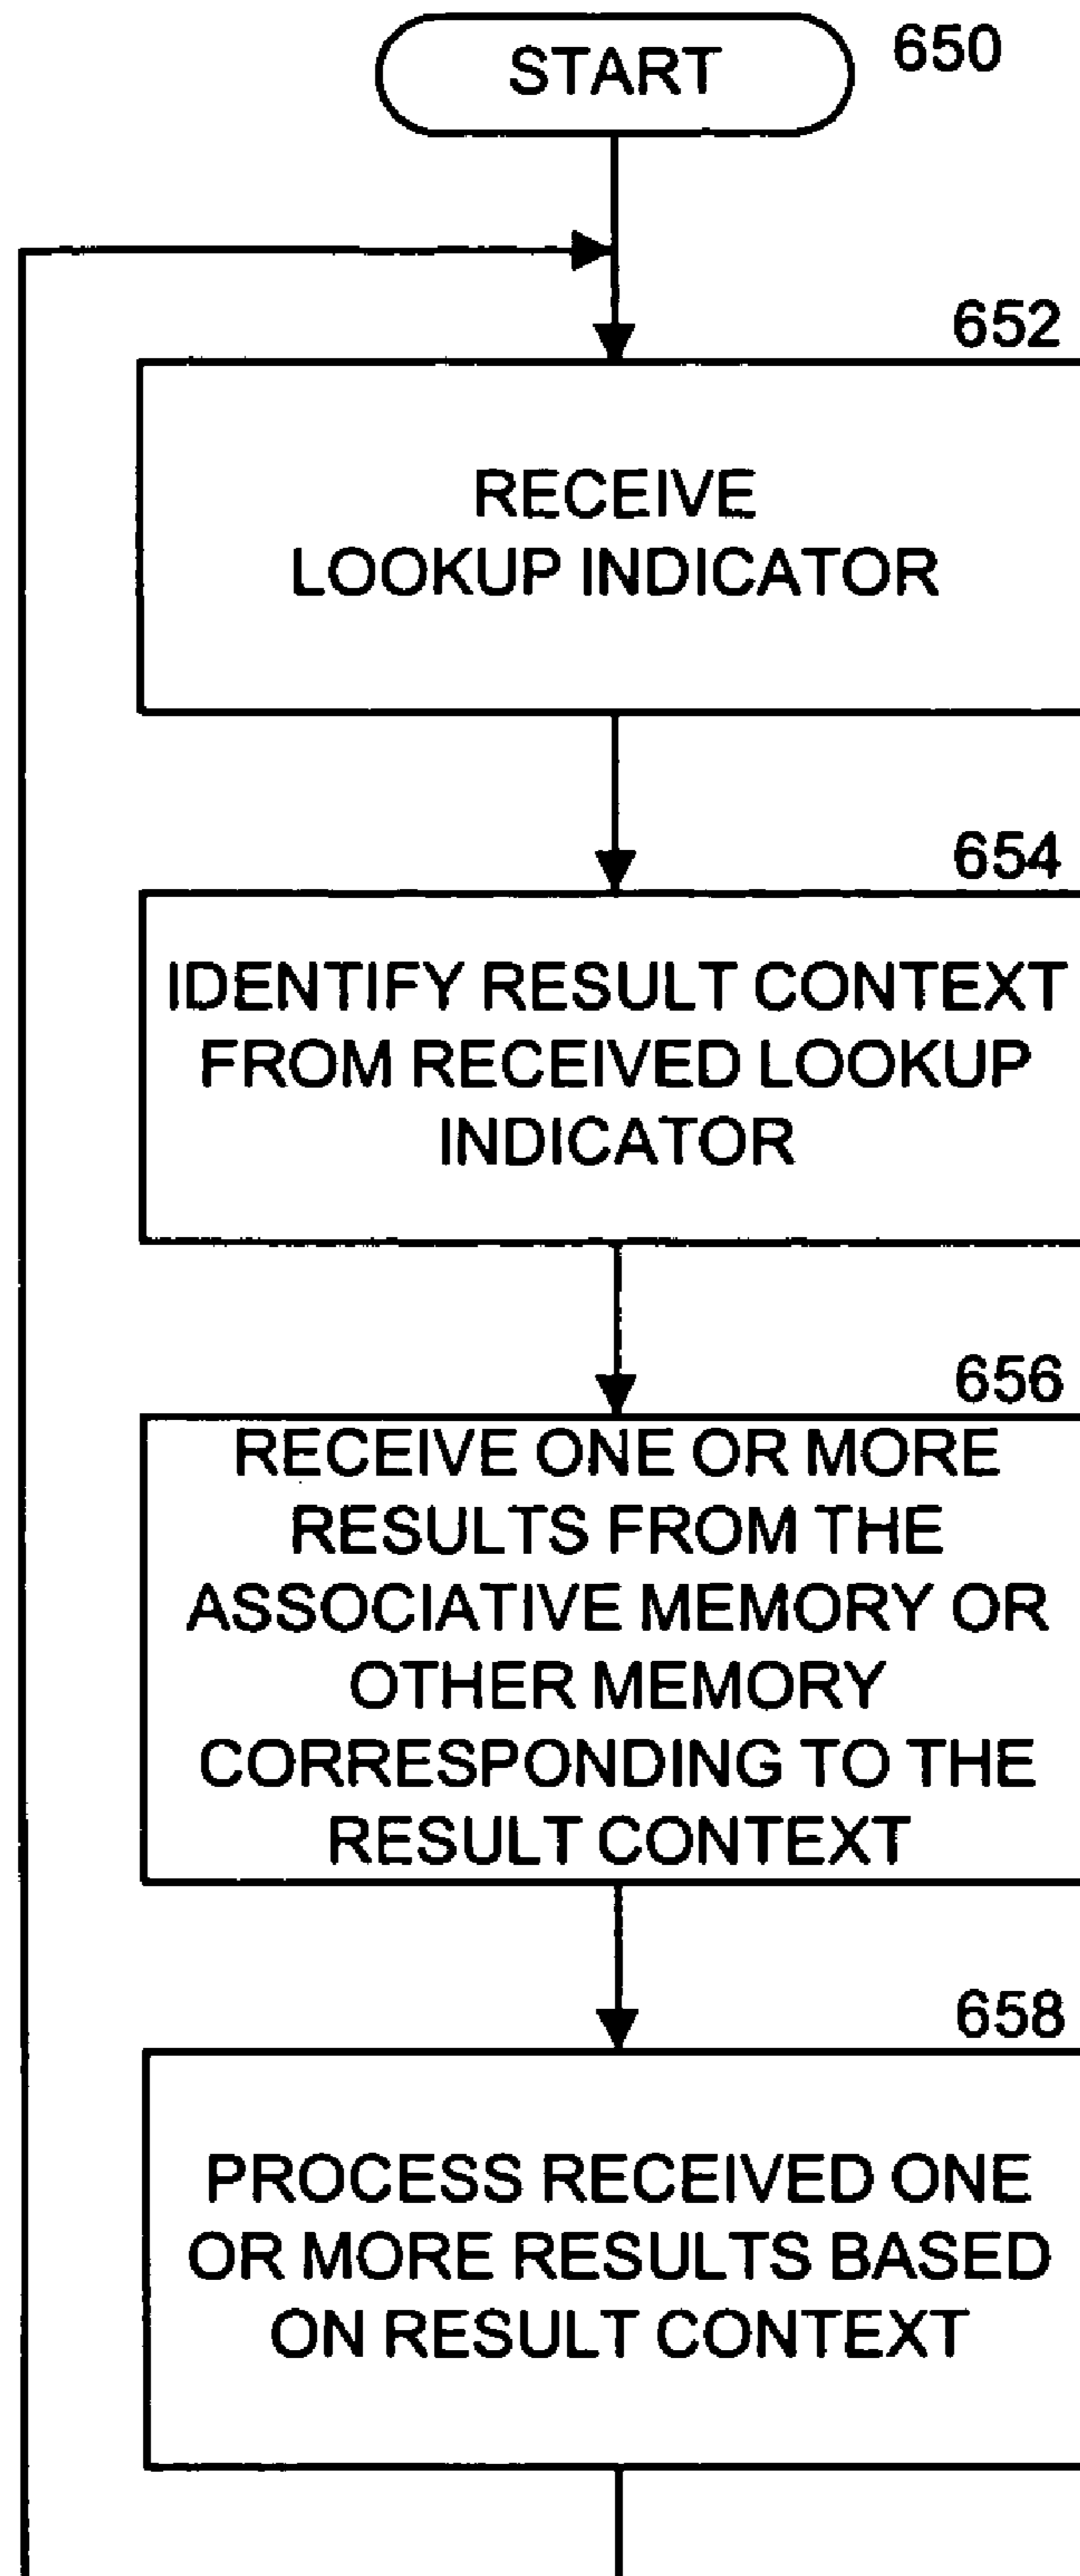 START
650
652
RECEIVE
LOOKUP INDICATOR
654
IDENTIFY RESULT CONTEXT
FROM RECEIVED LOOKUP
INDICATOR
656
RECEIVE ONE OR MORE
RESULTS FROM THE
ASSOCIATIVE MEMORY OR
OTHER MEMORY
CORRESPONDING TO THE
RESULT CONTEXT
658
PROCESS RECEIVED ONE
OR MORE RESULTS BASED
ON RESULT CONTEXT